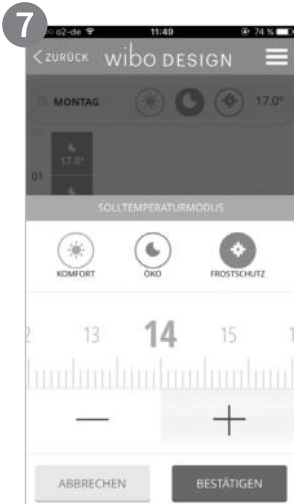 7
o2-de 11:49 74 %
ZURÜCK wibo DESIGN
MONTAG 17.0°
00
17.0°
01
SOLLTEMPERATURMODUS
KOMFORT ÖKO FROSTSCHUTZ
13 14 15
— +
ABBRECHEN BESTÄTIGEN